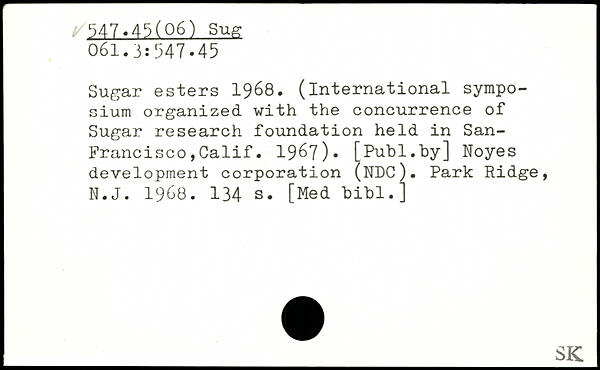 ✓ 547.45(06) Sug
061.3:547.45
Sugar esters 1968. (International sympo-
sium organized with the concurrence of
Sugar research foundation held in San-
Francisco,Calif. 1967). [Publ.by] Noyes
development corporation (NDC). Park Ridge,
N.J. 1968. 134 s. [Med bibl.]
SK